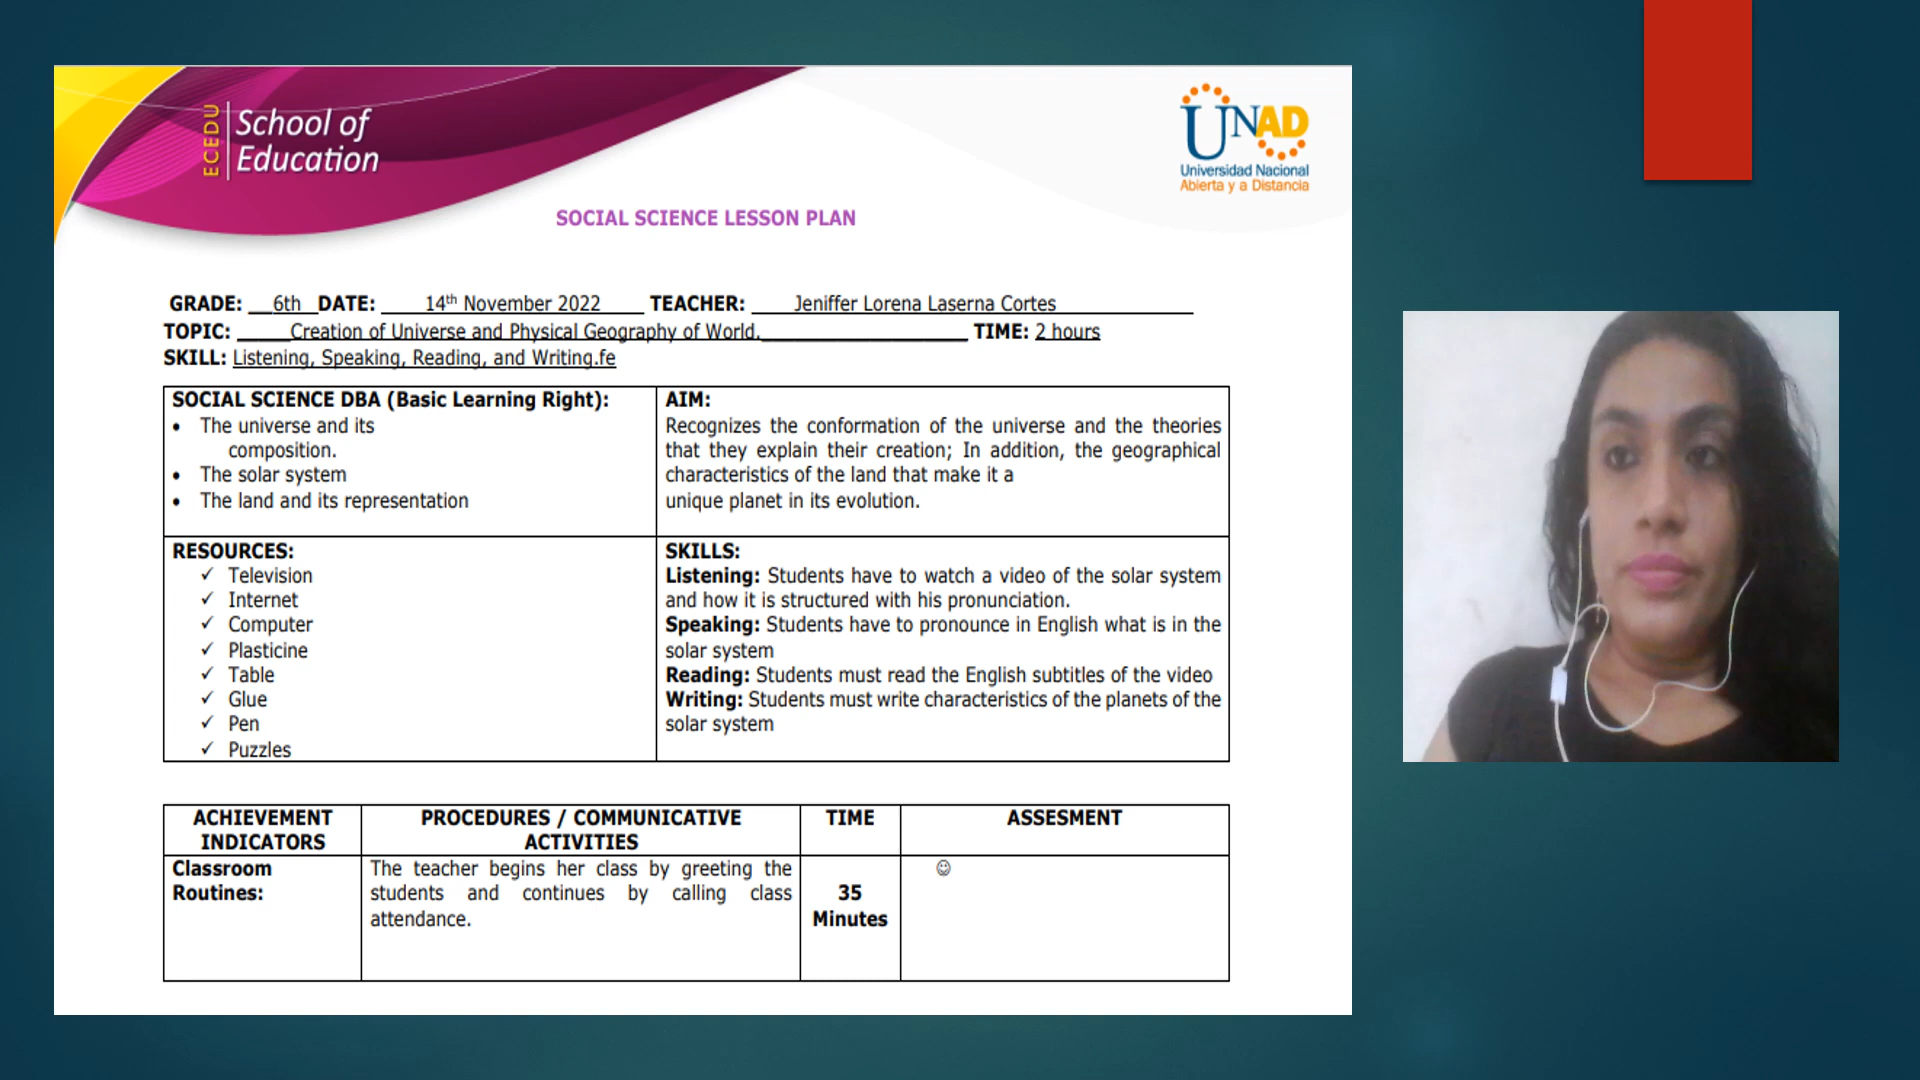 ECEDU
School of
Education
UNAD
Universidad Nacional
Abierta y a Distancia
SOCIAL SCIENCE LESSON PLAN
GRADE: __6th_ DATE: ____14th November 2022____ TEACHER: ____Jeniffer Lorena Laserna Cortes____
TOPIC: _____Creation of Universe and Physical Geography of World.____________________ TIME: 2 hours
SKILL: Listening, Speaking, Reading, and Writing.fe
SOCIAL SCIENCE DBA (Basic Learning Right):
• The universe and its
composition.
• The solar system
• The land and its representation
AIM:
Recognizes the conformation of the universe and the theories
that they explain their creation; In addition, the geographical
characteristics of the land that make it a
unique planet in its evolution.
RESOURCES:
✓ Television
✓ Internet
✓ Computer
✓ Plasticine
✓ Table
✓ Glue
✓ Pen
✓ Puzzles
SKILLS:
Listening: Students have to watch a video of the solar system
and how it is structured with his pronunciation.
Speaking: Students have to pronounce in English what is in the
solar system
Reading: Students must read the English subtitles of the video
Writing: Students must write characteristics of the planets of the
solar system
ACHIEVEMENT
INDICATORS
PROCEDURES / COMMUNICATIVE
ACTIVITIES
TIME
ASSESMENT
Classroom
Routines:
The teacher begins her class by greeting the
students and continues by calling class
attendance.
35
Minutes
☺